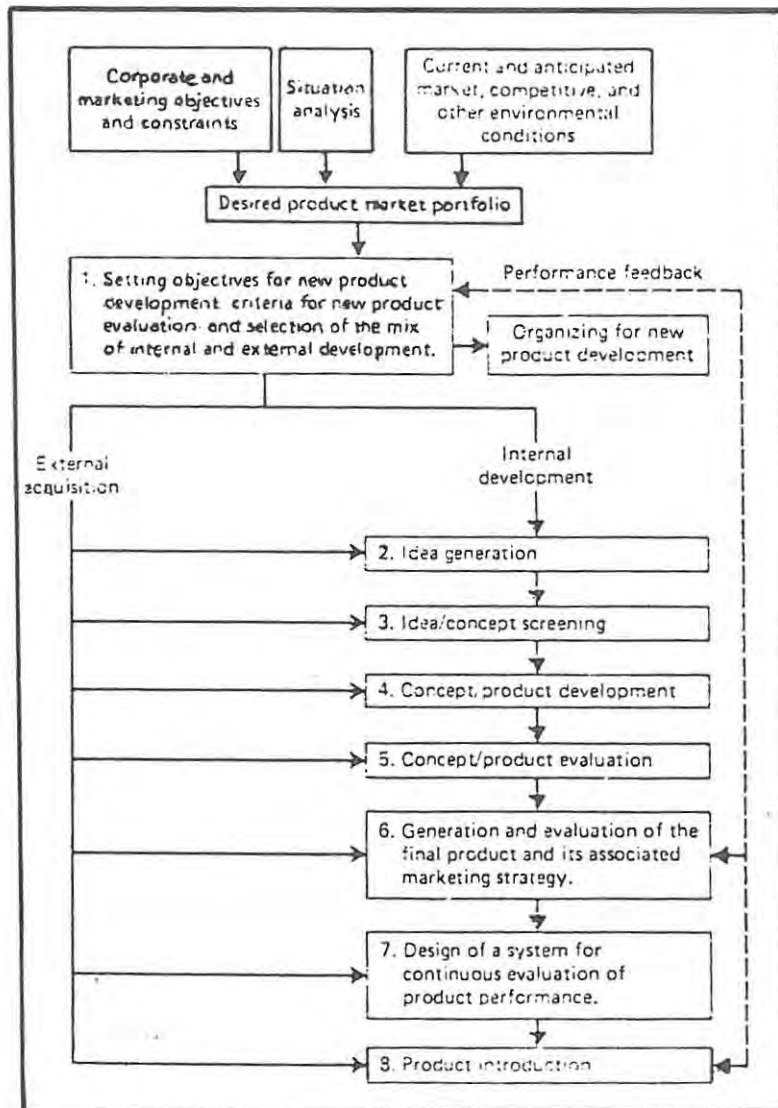 Corporate and
marketing objectives
and constraints
Situation
analysis
Current and anticipated
market, competitive, and
other environmental
conditions
Desired product market portfolio
1. Setting objectives for new product
development criteria for new product
evaluation and selection of the mix
of internal and external development.
Performance feedback
Organizing for new
product development
External
acquisition
Internal
development
2. Idea generation
3. Idea/concept screening
4. Concept/product development
5. Concept/product evaluation
6. Generation and evaluation of the
final product and its associated
marketing strategy.
7. Design of a system for
continuous evaluation of
product performance.
8. Product introduction